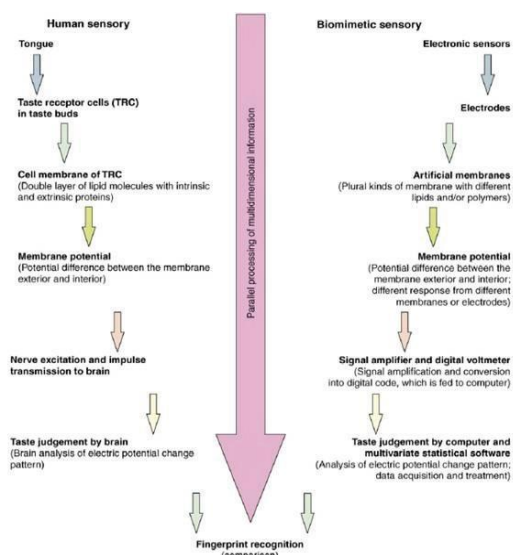 Human sensory
Biomimetic sensory
Tongue
Taste receptor cells (TRC)
in taste buds
Cell membrane of TRC
(Double layer of lipid molecules with intrinsic
and extrinsic proteins)
Membrane potential
(Potential difference between the membrane
exterior and interior)
Nerve excitation and impulse
transmission to brain
Taste judgement by brain
(Brain analysis of electric potential change
pattern)
Parallel processing of multidimensional information
Electronic sensors
Electrodes
Artificial membranes
(Plural kinds of membrane with different
lipids and/or polymers)
Membrane potential
(Potential difference between the
membrane exterior and interior;
different response from different
membranes or electrodes)
Signal amplifier and digital voltmeter
(Signal amplification and conversion
into digital code, which is fed to computer)
Taste judgement by computer and
multivariate statistical software
(Analysis of electric potential change pattern;
data acquisition and treatment)
Fingerprint recognition
(comparison)